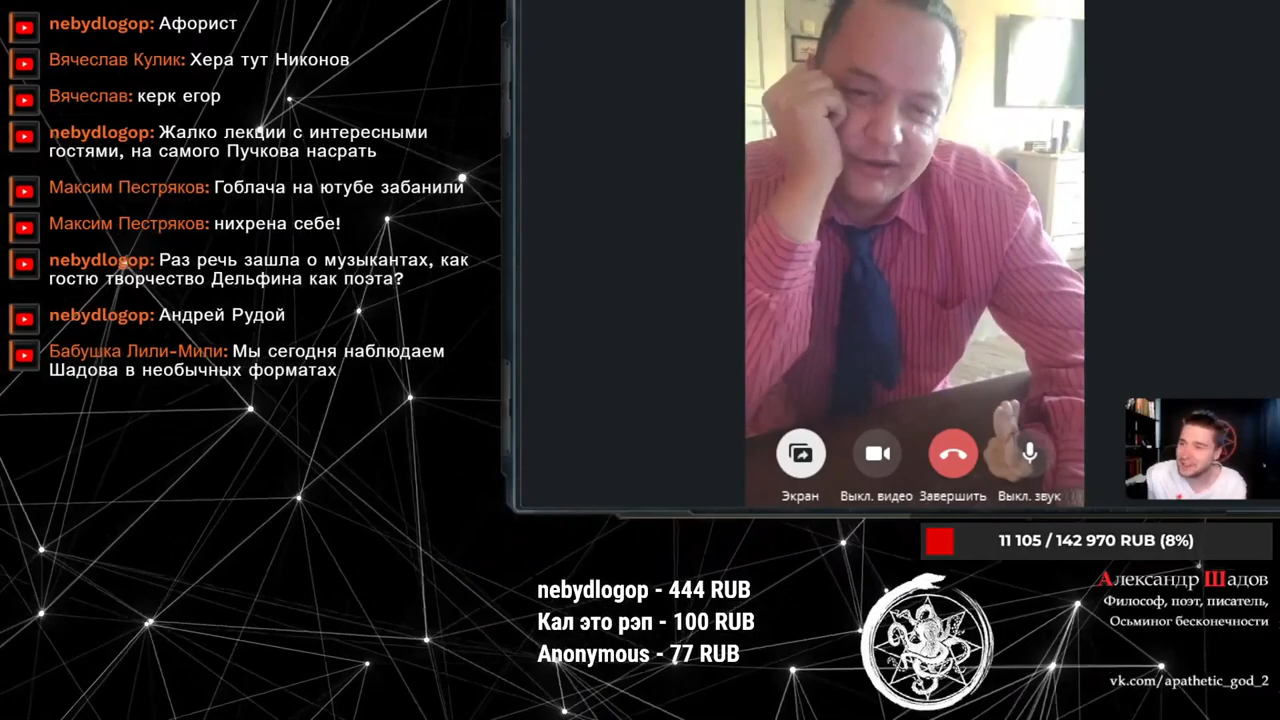 nebydlogop: Афорист
Вячеслав Кулик: Хера тут Никонов
Вячеслав: керк егор
nebydlogop: Жалко лекции с интересными
гостями, на самого Пучкова насрать
Максим Пестряков: Гоблача на ютубе забанили
Максим Пестряков: нихрена себе!
nebydlogop: Раз речь зашла о музыкантах, как
гостю творчество Дельфина как поэта?
nebydlogop: Андрей Рудой
Бабушка Лили-Мили: Мы сегодня наблюдаем
Шадова в необычных форматах
Экран
Выкл. видео
Завершить
Выкл. звук
11 105 / 142 970 RUB (8%)
nebydlogop - 444 RUB
Кал это рэп - 100 RUB
Anonymous - 77 RUB
Александр Шадов
Философ, поэт, писатель,
Осьминог бесконечности
vk.com/apathetic_god_2